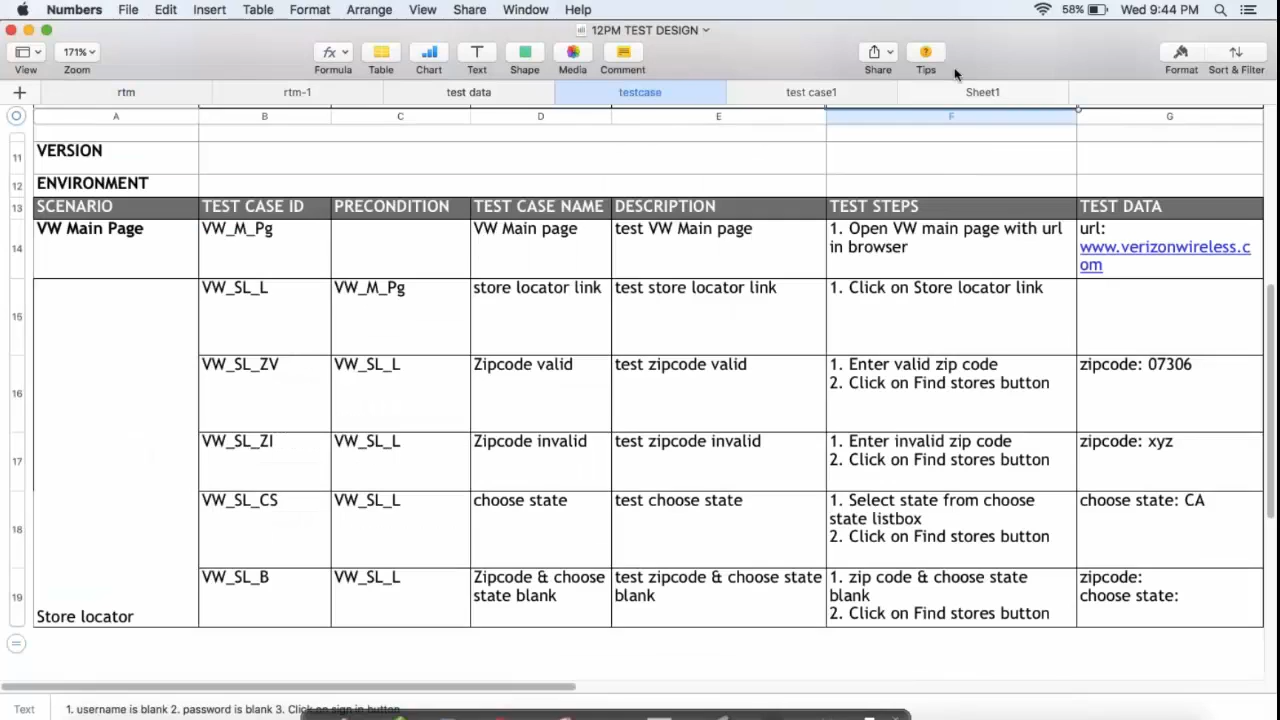 Numbers File Edit Insert Table Format Arrange View Share Window Help 58% Wed 9:44 PM
12PM TEST DESIGN
171%
View Zoom Formula Table Chart Text Shape Media Comment Share Tips Format Sort & Filter
rtm rtm-1 test data testcase test case1 Sheet1
A B C D E F G
11 VERSION
12 ENVIRONMENT
13 SCENARIO TEST CASE ID PRECONDITION TEST CASE NAME DESCRIPTION TEST STEPS TEST DATA
VW Main Page VW_M_Pg VW Main page test VW Main page 1. Open VW main page with url url:
14 in browser www.verizonwireless.c
om
VW_SL_L VW_M_Pg store locator link test store locator link 1. Click on Store locator link
15
VW_SL_ZV VW_SL_L Zipcode valid test zipcode valid 1. Enter valid zip code zipcode: 07306
16 2. Click on Find stores button
VW_SL_ZI VW_SL_L Zipcode invalid test zipcode invalid 1. Enter invalid zip code zipcode: xyz
17 2. Click on Find stores button
VW_SL_CS VW_SL_L choose state test choose state 1. Select state from choose choose state: CA
18 state listbox
2. Click on Find stores button
VW_SL_B VW_SL_L Zipcode & choose test zipcode & choose state 1. zip code & choose state zipcode:
19 state blank blank blank choose state:
Store locator 2. Click on Find stores button
Text 1. username is blank 2. password is blank 3. Click on sign in button